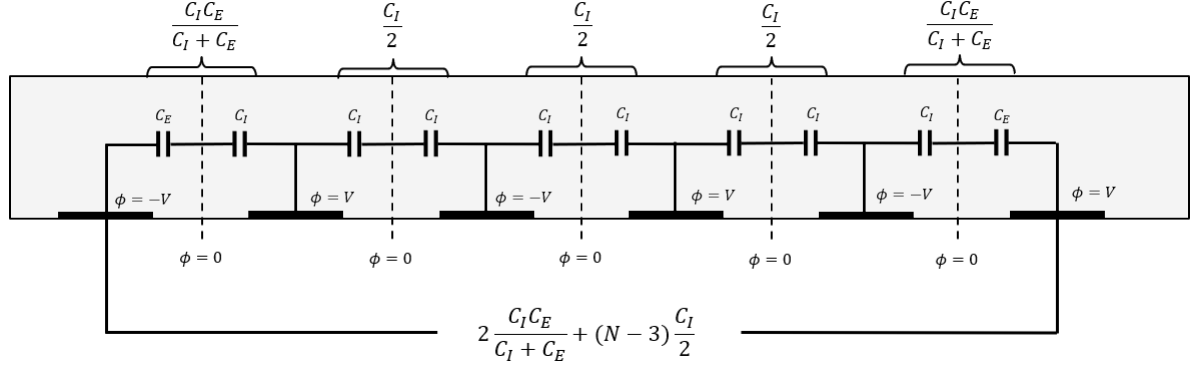 C_I C_E / (C_I + C_E)   C_I / 2   C_I / 2   C_I / 2   C_I C_E / (C_I + C_E)
C_E   C_I   C_I   C_I   C_I   C_I   C_I   C_I   C_I   C_E
ϕ = −V   ϕ = V   ϕ = −V   ϕ = V   ϕ = −V   ϕ = V
ϕ = 0   ϕ = 0   ϕ = 0   ϕ = 0   ϕ = 0
2 C_I C_E / (C_I + C_E) + (N − 3) C_I / 2